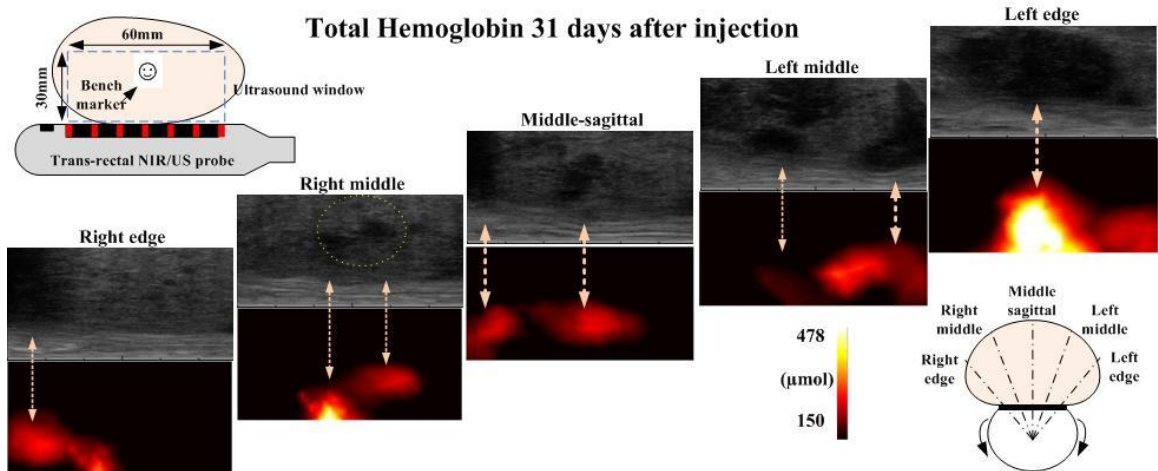 Total Hemoglobin 31 days after injection
60mm
30mm
Bench
marker
Ultrasound window
Trans-rectal NIR/US probe
Right edge
Right middle
Middle-sagittal
Left middle
Left edge
478
(µmol)
150
Middle
sagittal
Right
middle
Left
middle
Right
edge
Left
edge